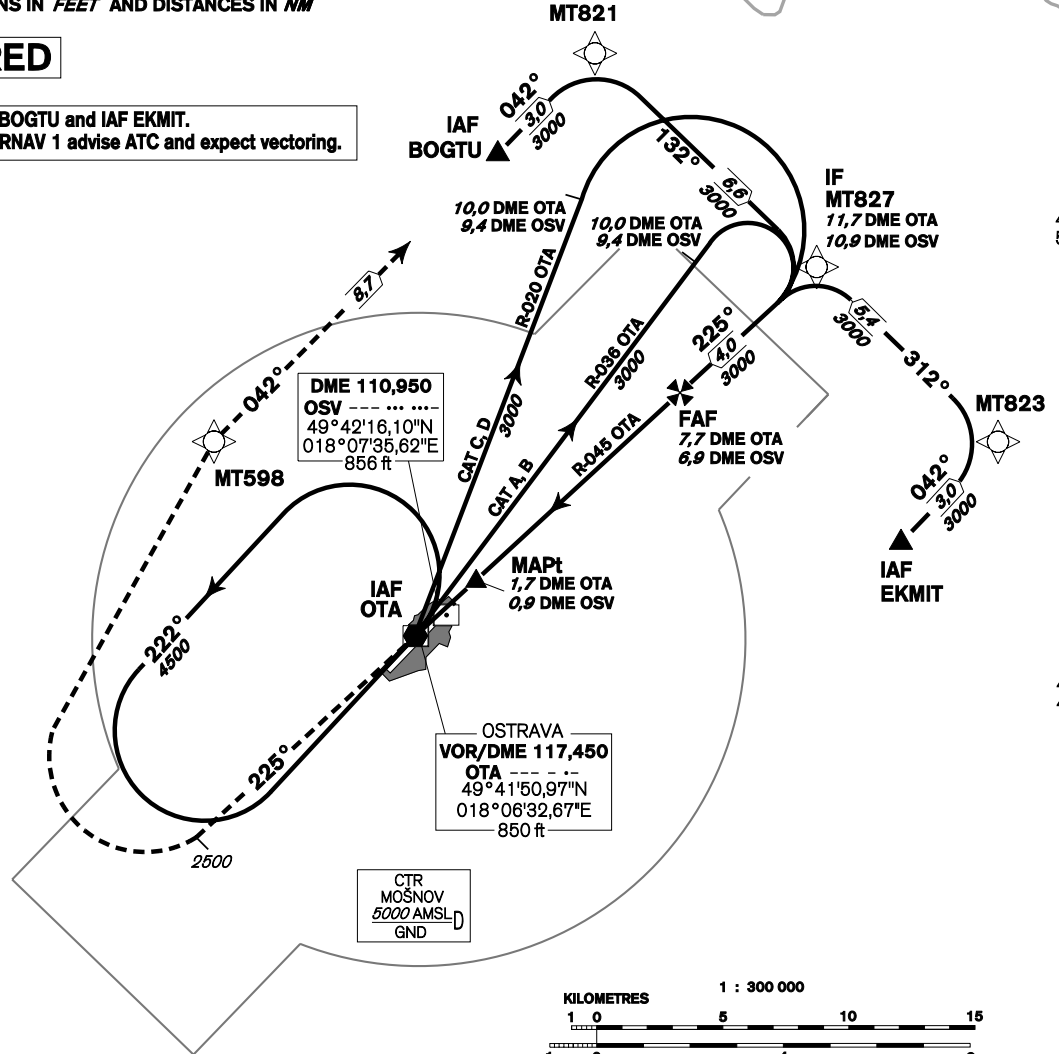 NS IN FEET AND DISTANCES IN NM
RED
BOGTU and IAF EKMIT.
RNAV 1 advise ATC and expect vectoring.
MT821
042°
3,0
3000
IAF
BOGTU
132°
6,6
3000
IF
MT827
11,7 DME OTA
10,9 DME OSV
10,0 DME OTA
9,4 DME OSV
10,0 DME OTA
9,4 DME OSV
8,7
042°
R-020 OTA
3000
CAT C, D
R-036 OTA
3000
CAT A, B
225°
4,0
3000
5,4
3000
312°
MT823
042°
3,0
3000
IAF
EKMIT
FAF
7,7 DME OTA
6,9 DME OSV
R-045 OTA
DME 110,950
OSV --- ··· ···-
49°42'16,10"N
018°07'35,62"E
856 ft
MT598
MAPt
1,7 DME OTA
0,9 DME OSV
IAF
OTA
222°
4500
225°
2500
OSTRAVA
VOR/DME 117,450
OTA --- - ·-
49°41'50,97"N
018°06'32,67"E
850 ft
CTR
MOŠNOV
5000 AMSL
GND
D
1 : 300 000
KILOMETRES
1 0 5 10 15